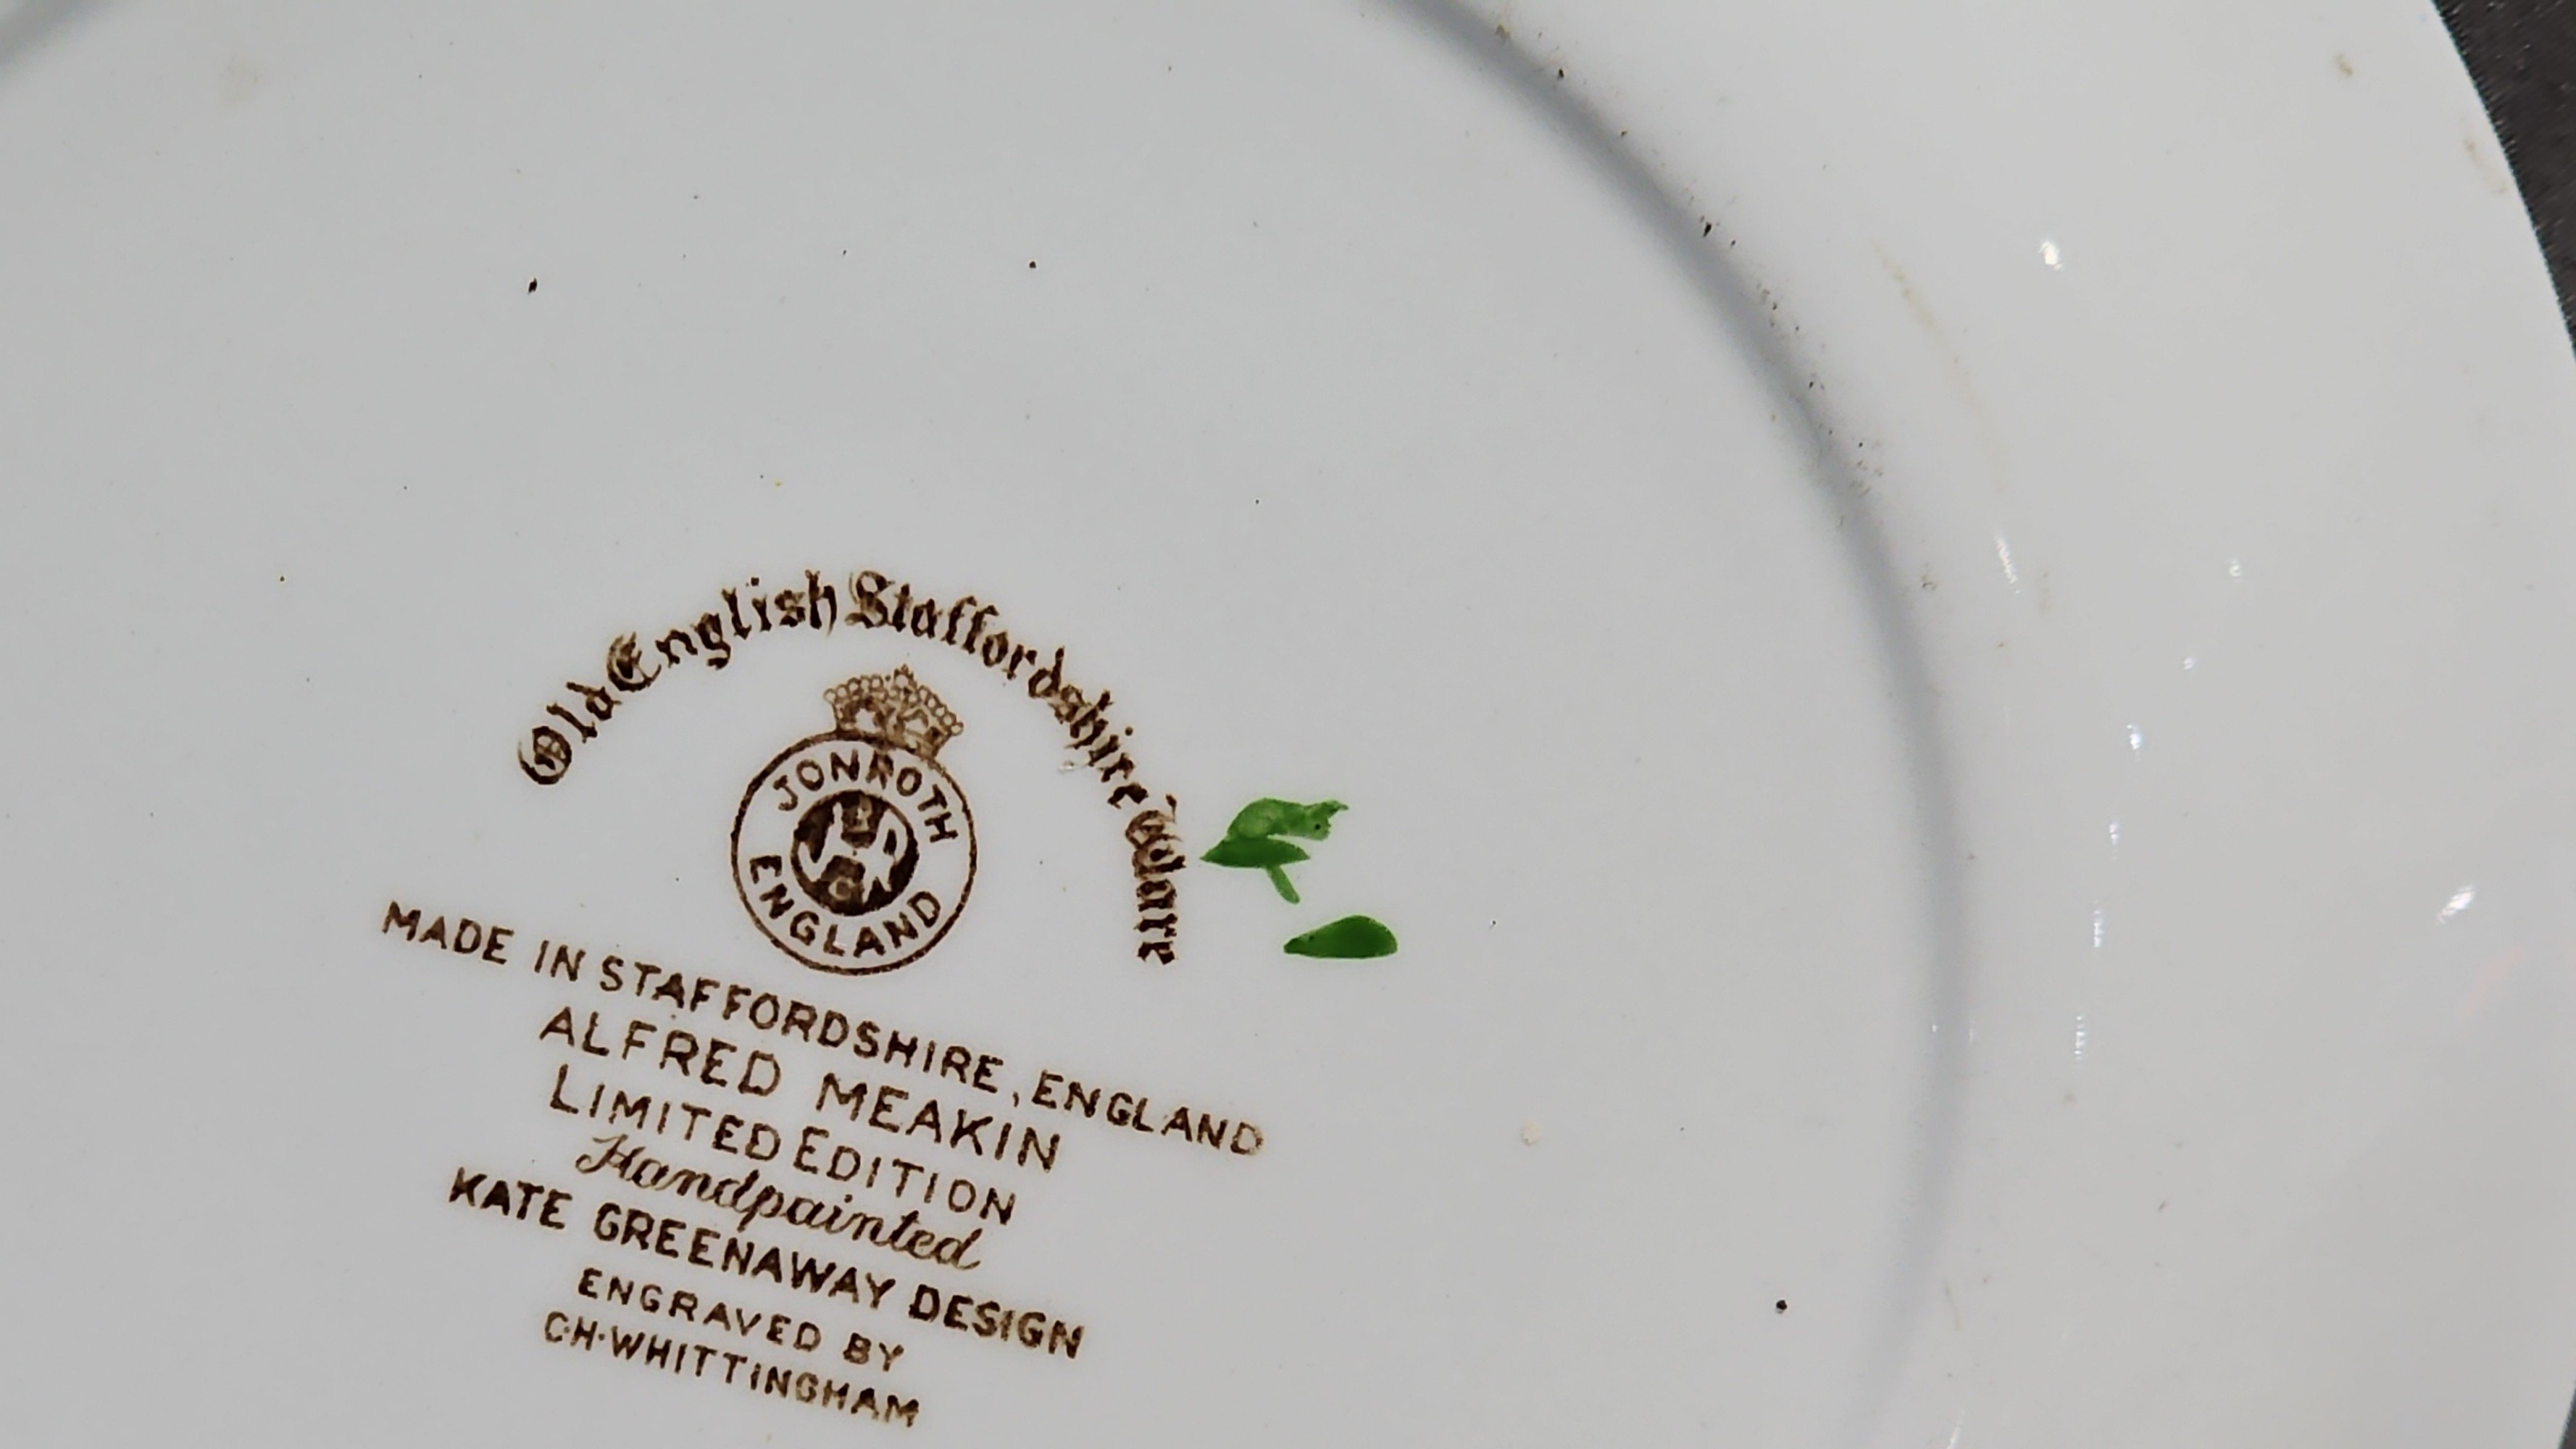 Old English Staffordshire Ware
JONROTH
ENGLAND
MADE IN STAFFORDSHIRE, ENGLAND
ALFRED MEAKIN
LIMITED EDITION
Handpainted
KATE GREENAWAY DESIGN
ENGRAVED BY
C·H·WHITTINGHAM